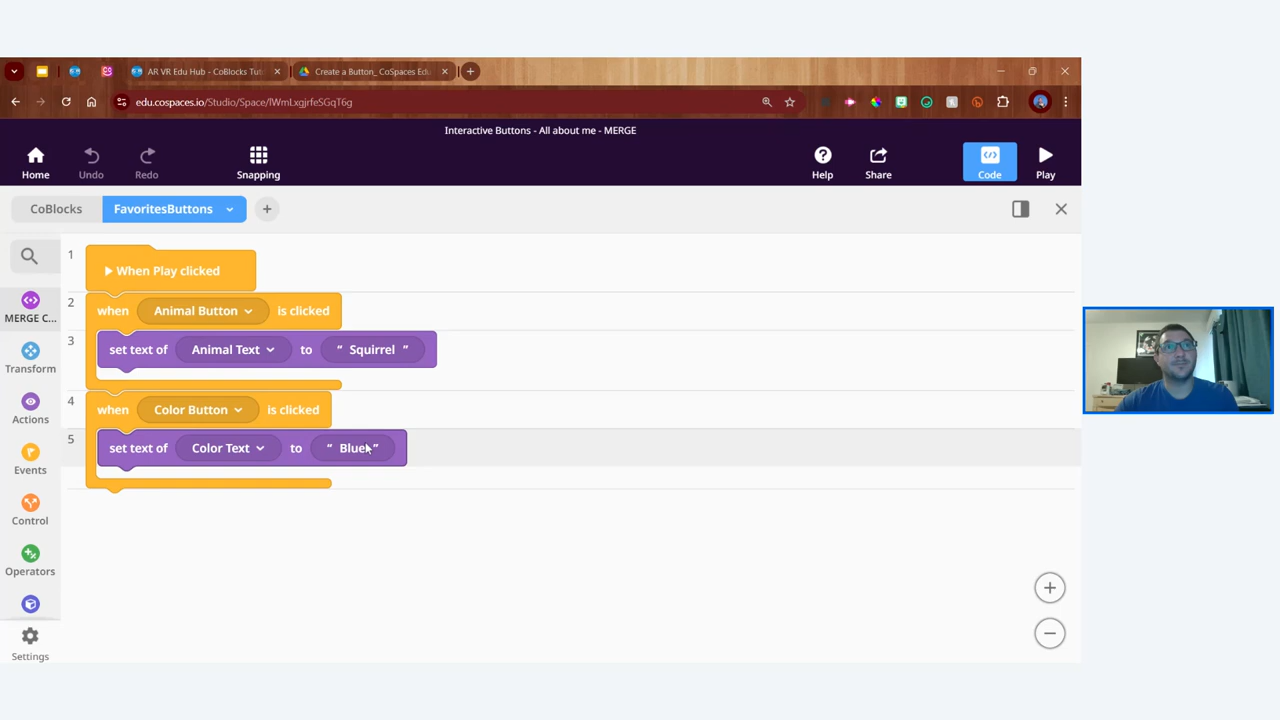 AR VR Edu Hub - CoBlocks Tut
Create a Button_ CoSpaces Edu
edu.cospaces.io/Studio/Space/lWmLxgjrfeSGqT6g
Interactive Buttons - All about me - MERGE
Home
Undo
Redo
Snapping
Help
Share
Code
Play
CoBlocks
FavoritesButtons
1
When Play clicked
2
when Animal Button is clicked
3
set text of Animal Text to “ Squirrel ”
4
when Color Button is clicked
5
set text of Color Text to “ Blue ”
MERGE C...
Transform
Actions
Events
Control
Operators
Settings